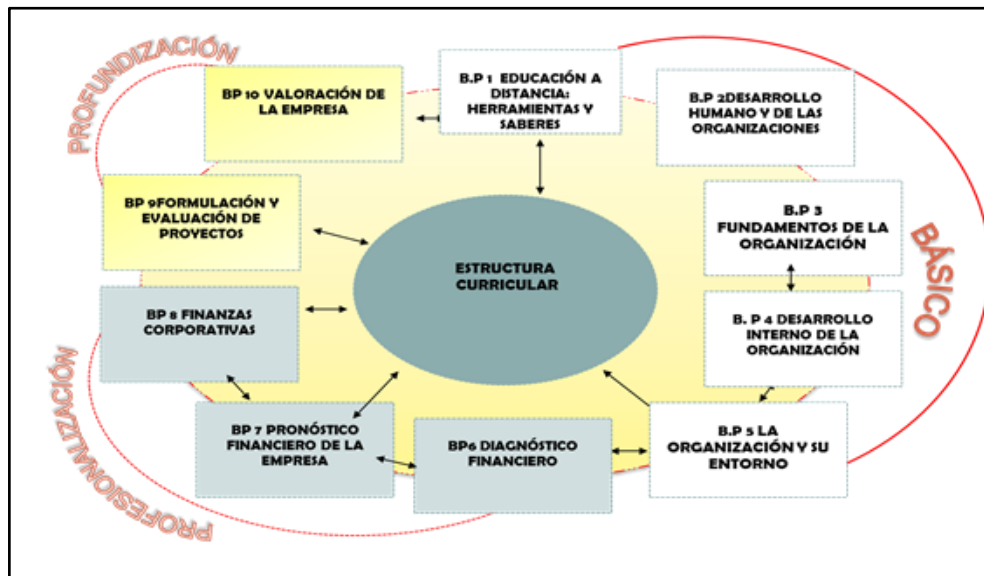 PROFUNDIZACIÓN
BP 10 VALORACIÓN DE
LA EMPRESA
B.P 1 EDUCACIÓN A
DISTANCIA:
HERRAMIENTAS Y
SABERES
B.P 2DESARROLLO
HUMANO Y DE LAS
ORGANIZACIONES
BP 9FORMULACIÓN Y
EVALUACIÓN DE
PROYECTOS
B.P 3
FUNDAMENTOS DE LA
ORGANIZACIÓN
BÁSICO
ESTRUCTURA
CURRICULAR
BP 8 FINANZAS
CORPORATIVAS
B. P 4 DESARROLLO
INTERNO DE LA
ORGANIZACIÓN
PROFESIONALIZACIÓN
BP 7 PRONÓSTICO
FINANCIERO DE LA
EMPRESA
BP6 DIAGNÓSTICO
FINANCIERO
B.P 5 LA
ORGANIZACIÓN Y SU
ENTORNO